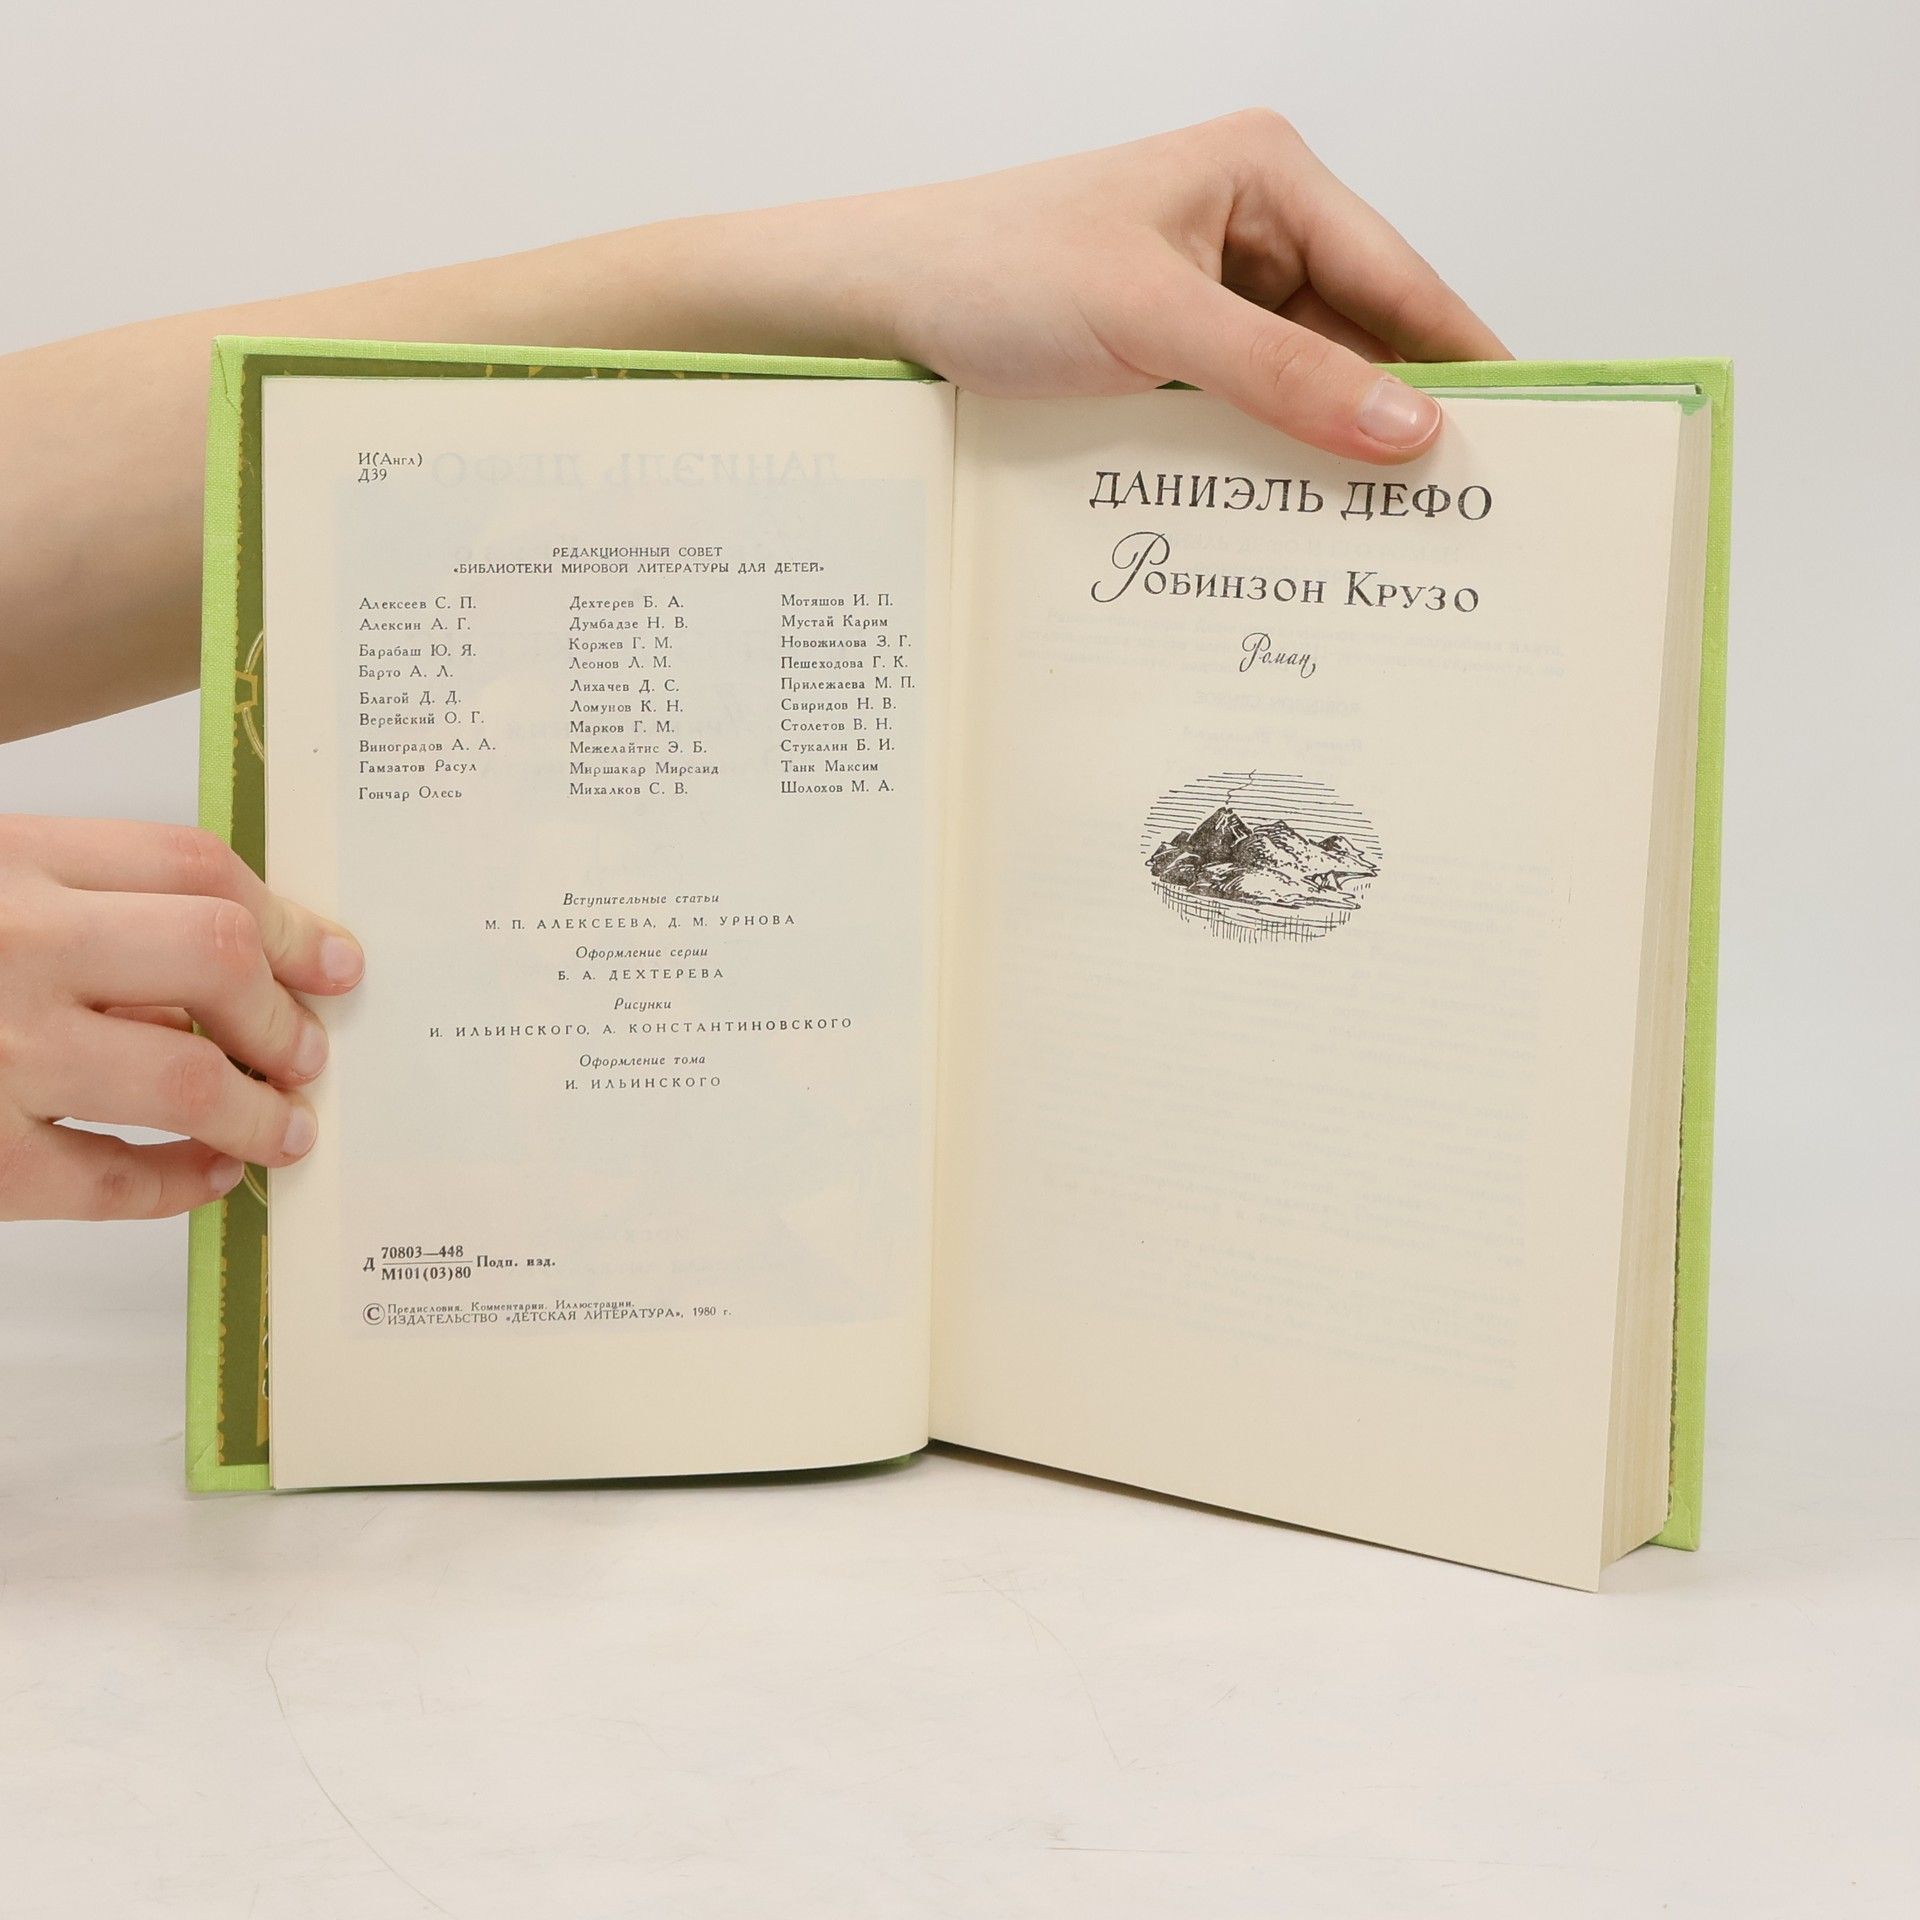 И(Англ)
Д39
РЕДАКЦИОННЫЙ СОВЕТ
«БИБЛИОТЕКИ МИРОВОЙ ЛИТЕРАТУРЫ ДЛЯ ДЕТЕЙ»
Алексеев С. П.
Алексин А. Г.
Барабаш Ю. Я.
Барто А. Л.
Благой Д. Д.
Верейский О. Г.
Виноградов А. А.
Гамзатов Расул
Гончар Олесь
Дехтерев Б. А.
Думбадзе Н. В.
Коржев Г. М.
Леонов Л. М.
Лихачев Д. С.
Ломунов К. Н.
Марков Г. М.
Межелайтис Э. Б.
Миршакар Мирсаид
Михалков С. В.
Мотяшов И. П.
Мустай Карим
Новожилова З. Г.
Пешеходова Г. К.
Прилежаева М. П.
Свиридов Н. В.
Столетов В. Н.
Стукалин Б. И.
Танк Максим
Шолохов М. А.
Вступительные статьи
М. П. АЛЕКСЕЕВА, Д. М. УРНОВА
Оформление серии
Б. А. ДЕХТЕРЕВА
Рисунки
И. ИЛЬИНСКОГО, А. КОНСТАНТИНОВСКОГО
Оформление тома
И. ИЛЬИНСКОГО
Д 70803—448 Подп. изд.
М101(03)80
© Предисловия. Комментарии. Иллюстрации.
ИЗДАТЕЛЬСТВО «ДЕТСКАЯ ЛИТЕРАТУРА», 1980 г.
ДАНИЭЛЬ ДЕФО
РОБИНЗОН КРУЗО
Роман